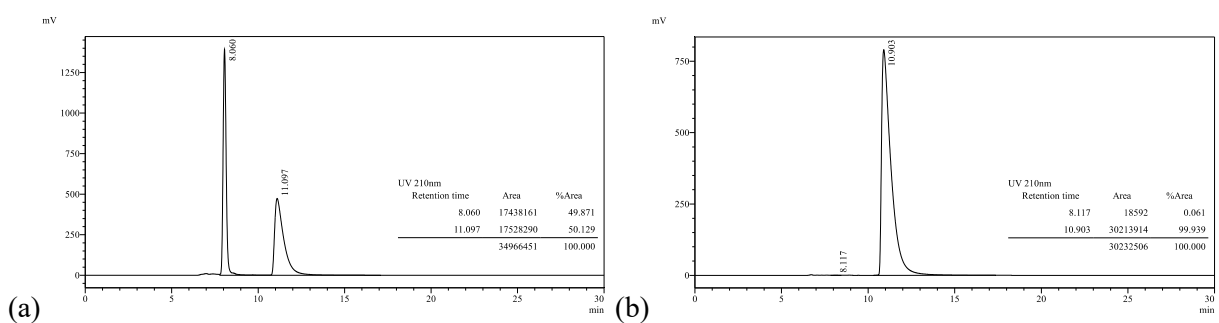 mV
1250
1000
750
500
250
0
8.060
11.097
UV 210nm
Retention time Area %Area
8.060 17438161 49.871
11.097 17528290 50.129
34966451 100.000
0 5 10 15 20 25 30
min
(a)
mV
750
500
250
0
8.117
10.903
UV 210nm
Retention time Area %Area
8.117 18592 0.061
10.903 30213914 99.939
30232506 100.000
0 5 10 15 20 25 30
min
(b)